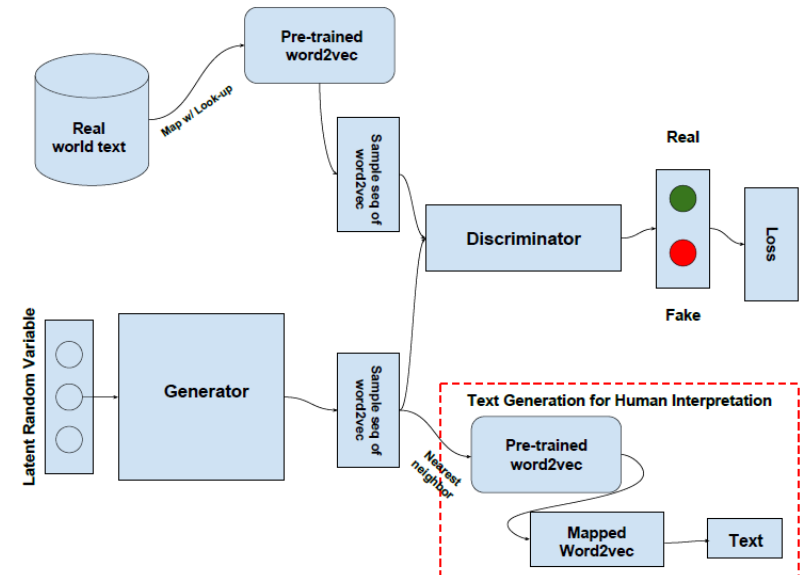 Pre-trained
word2vec
Real
world text
Map w/ Look-up
Sample seq of
word2vec
Real
Discriminator
Loss
Fake
Latent Random Variable
Generator
Sample seq of
word2vec
Text Generation for Human Interpretation
Nearest
neighbor
Pre-trained
word2vec
Mapped
Word2vec
Text